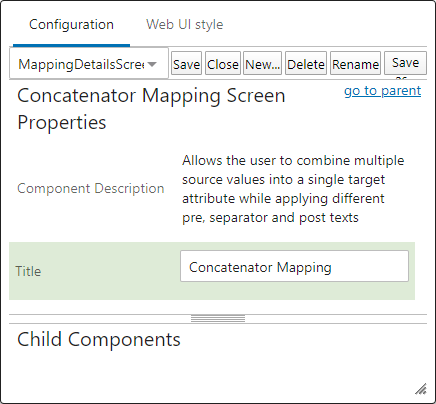 Configuration Web UI style
MappingDetailsScre Save Close New... Delete Rename Save
Concatenator Mapping Screen go to parent
Properties
Component Description
Allows the user to combine multiple
source values into a single target
attribute while applying different
pre, separator and post texts
Title Concatenator Mapping
Child Components